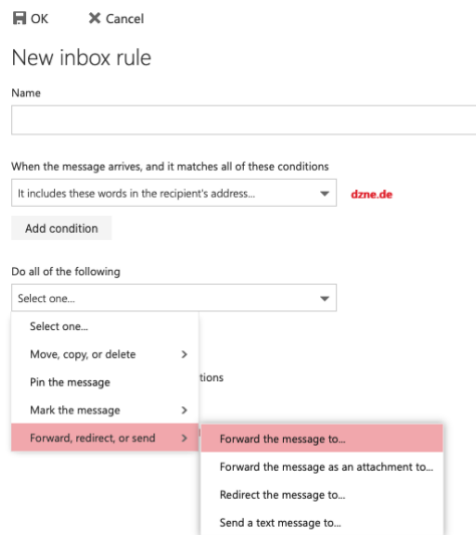 OK Cancel
New inbox rule
Name
When the message arrives, and it matches all of these conditions
It includes these words in the recipient's address... dzne.de
Add condition
Do all of the following
Select one...
Select one...
Move, copy, or delete
Pin the message
tions
Mark the message
Forward, redirect, or send
Forward the message to...
Forward the message as an attachment to...
Redirect the message to...
Send a text message to...